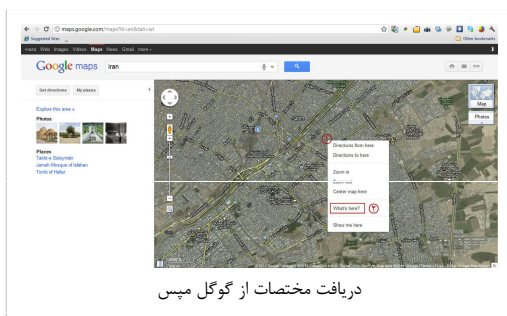 maps.google.com/maps?hl=en&tab=wl
Suggested Sites
Other bookmarks
Web Images Videos Maps News Gmail more
Google maps
iran
Get directions My places
Explore this area »
Photos
Places
Takht-e Soleymān
Jameh Mosque of Isfahan
Tomb of Hafez
Map
Photos
۱
Directions from here
Directions to here
Zoom in
Zoom out
Center map here
What's here? ۲
Show me here
دریافت مختصات از گوگل مپس